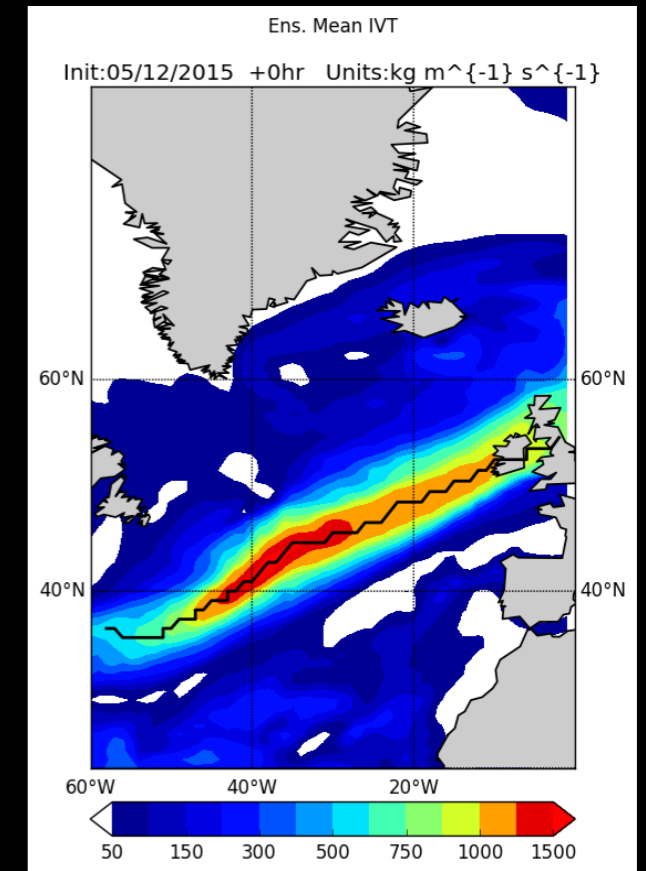 Ens. Mean IVT
Init:05/12/2015 +0hr Units:kg m^{-1} s^{-1}
60°N 60°N
40°N 40°N
60°W 40°W 20°W
50 150 300 500 750 1000 1500